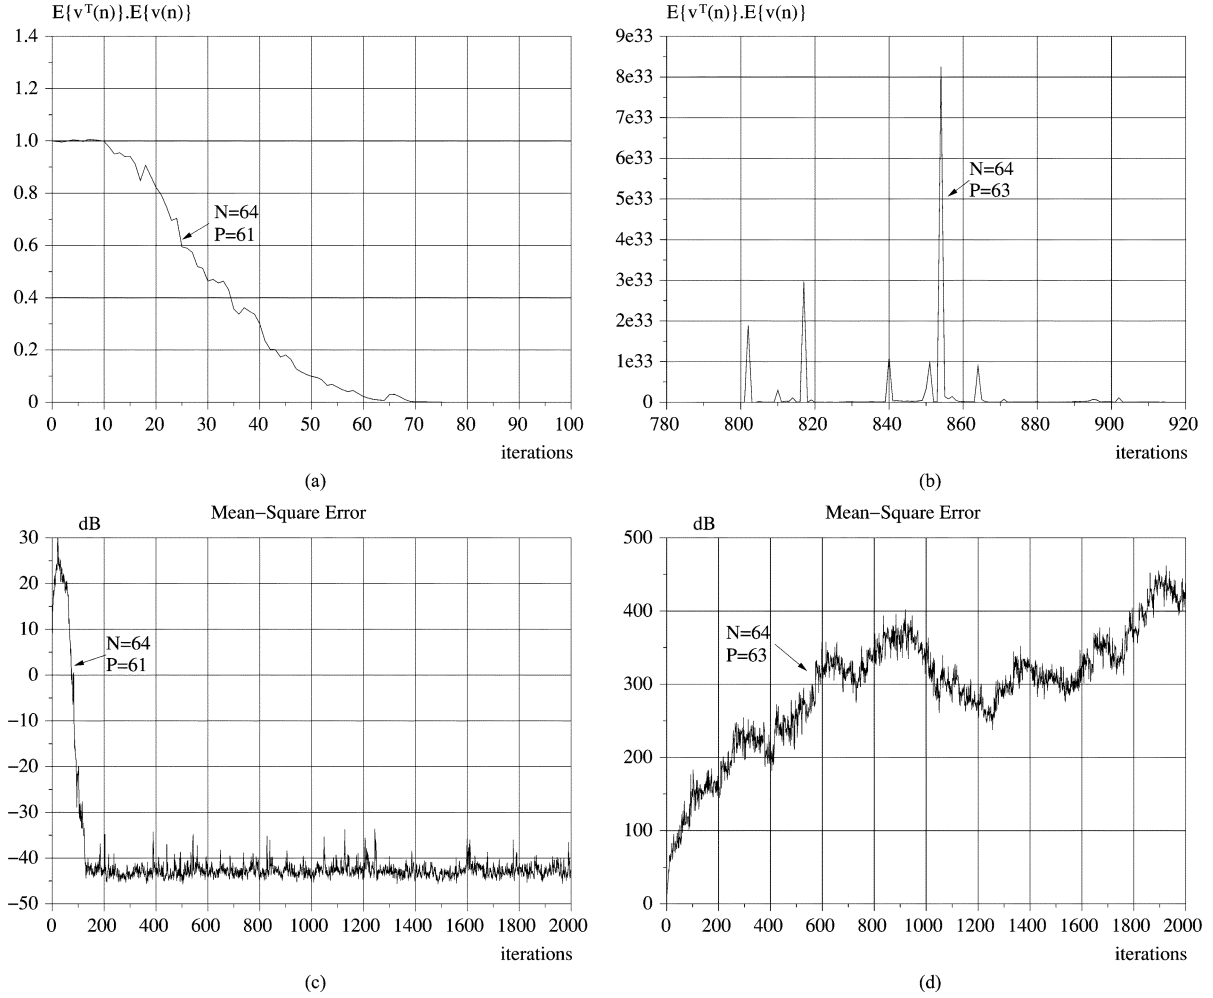 E{vᵀ(n)}.E{v(n)}
1.4
1.2
1.0
0.8
0.6
0.4
0.2
0
N=64
P=61
0 10 20 30 40 50 60 70 80 90 100
iterations
(a)
E{vᵀ(n)}.E{v(n)}
9e33
8e33
7e33
6e33
5e33
4e33
3e33
2e33
1e33
0
N=64
P=63
780 800 820 840 860 880 900 920
iterations
(b)
Mean−Square Error
dB
30
20
10
0
−10
−20
−30
−40
−50
N=64
P=61
0 200 400 600 800 1000 1200 1400 1600 1800 2000
iterations
(c)
Mean−Square Error
dB
500
400
300
200
100
0
N=64
P=63
0 200 400 600 800 1000 1200 1400 1600 1800 2000
iterations
(d)